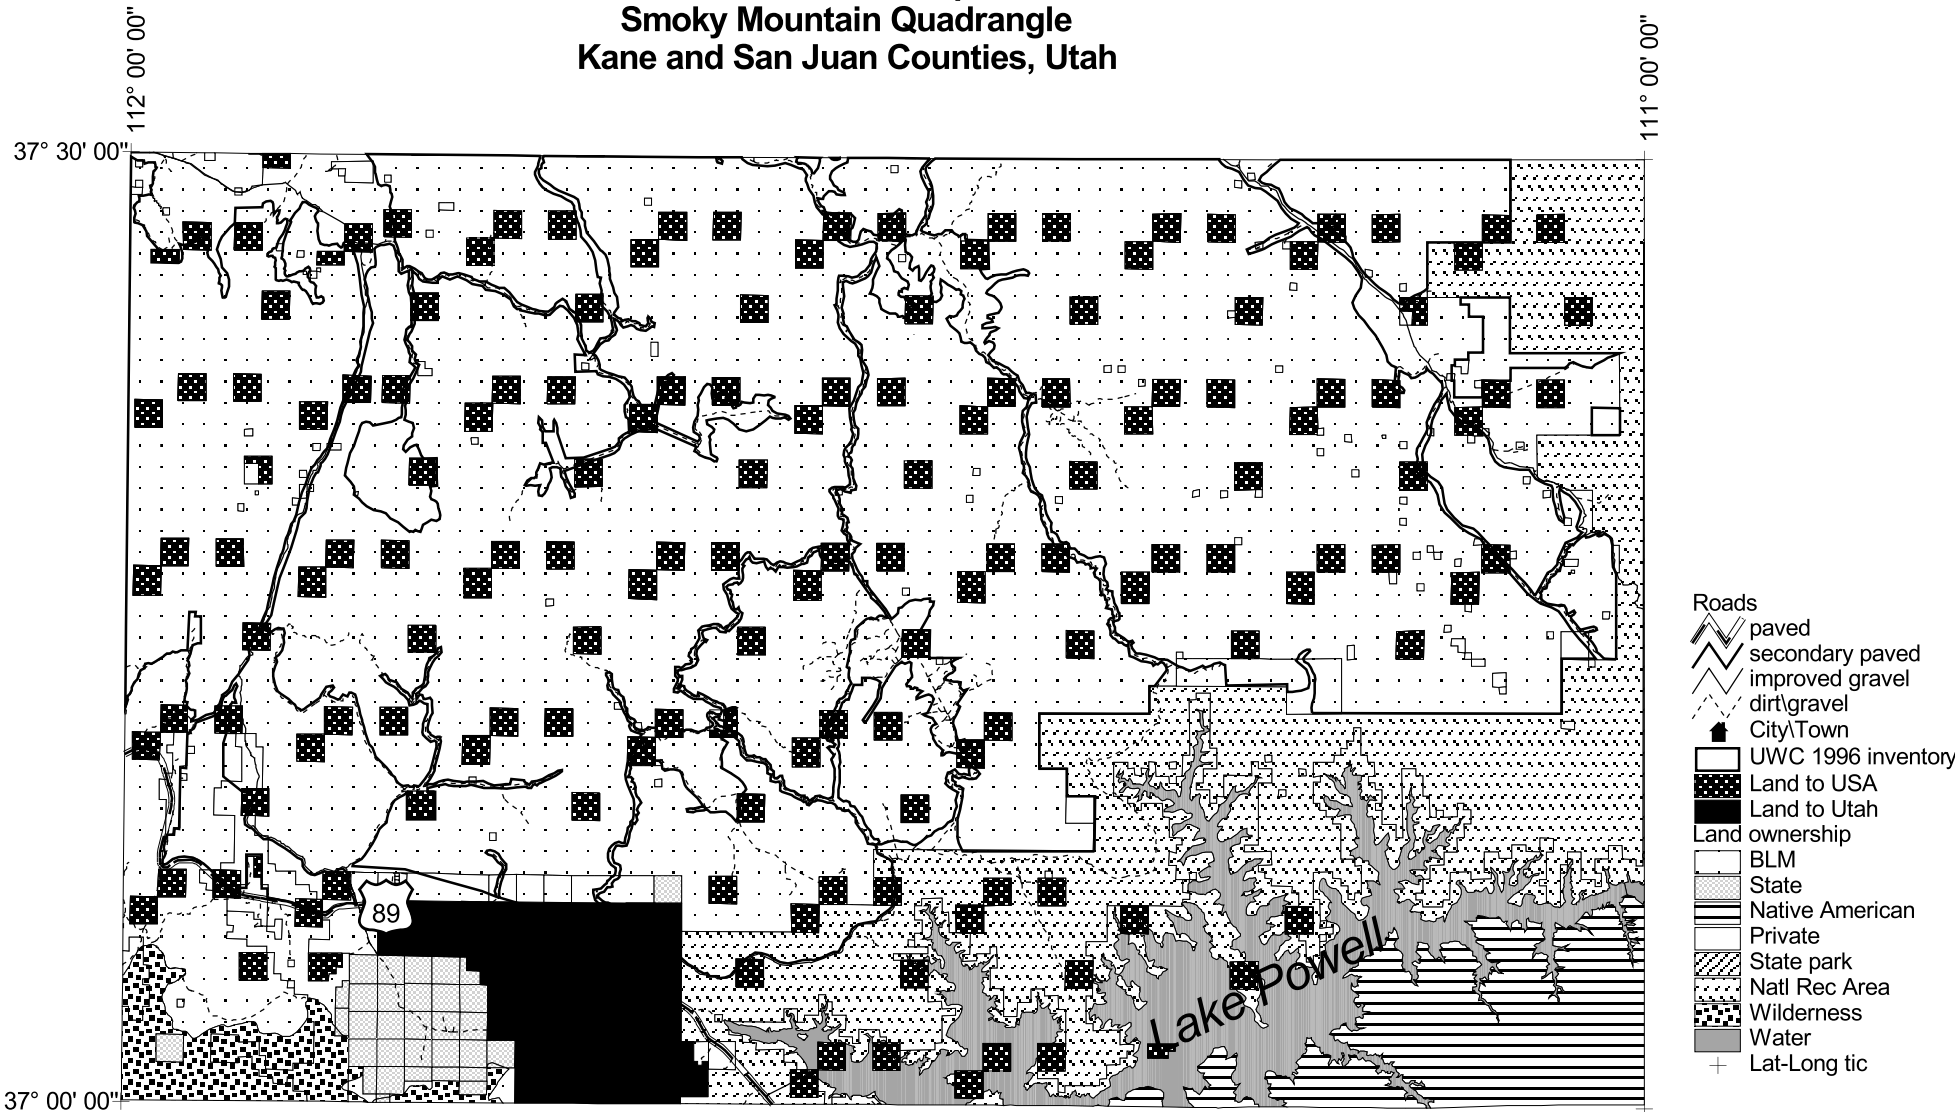 Smoky Mountain Quadrangle
Kane and San Juan Counties, Utah
112° 00' 00"
111° 00' 00"
37° 30' 00"
89
Lake Powell
37° 00' 00"
Roads
paved
secondary paved
improved gravel
dirt\gravel
City\Town
UWC 1996 inventory
Land to USA
Land to Utah
Land ownership
BLM
State
Native American
Private
State park
Natl Rec Area
Wilderness
Water
Lat-Long tic